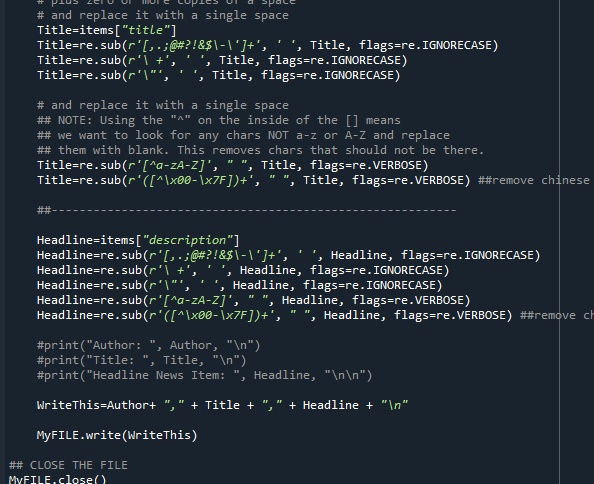 # plus zero or more copies of a space
# and replace it with a single space
Title=items["title"]
Title=re.sub(r'[,.;@#?!&$\-\']+', ' ', Title, flags=re.IGNORECASE)
Title=re.sub(r'\ +', ' ', Title, flags=re.IGNORECASE)
Title=re.sub(r'\"', ' ', Title, flags=re.IGNORECASE)
# and replace it with a single space
## NOTE: Using the "^" on the inside of the [] means
## we want to look for any chars NOT a-z or A-Z and replace
## them with blank. This removes chars that should not be there.
Title=re.sub(r'[^a-zA-Z]', " ", Title, flags=re.VERBOSE)
Title=re.sub(r'([^\x00-\x7F])+', " ", Title, flags=re.VERBOSE) ##remove chinese
##----------------------------------------------------------
Headline=items["description"]
Headline=re.sub(r'[,.;@#?!&$\-\']+', ' ', Headline, flags=re.IGNORECASE)
Headline=re.sub(r'\ +', ' ', Headline, flags=re.IGNORECASE)
Headline=re.sub(r'\"', ' ', Headline, flags=re.IGNORECASE)
Headline=re.sub(r'[^a-zA-Z]', " ", Headline, flags=re.VERBOSE)
Headline=re.sub(r'([^\x00-\x7F])+', " ", Headline, flags=re.VERBOSE) ##remove ch
#print("Author: ", Author, "\n")
#print("Title: ", Title, "\n")
#print("Headline News Item: ", Headline, "\n\n")
WriteThis=Author+ "," + Title + "," + Headline + "\n"
MyFILE.write(WriteThis)
## CLOSE THE FILE
MyFILE.close()